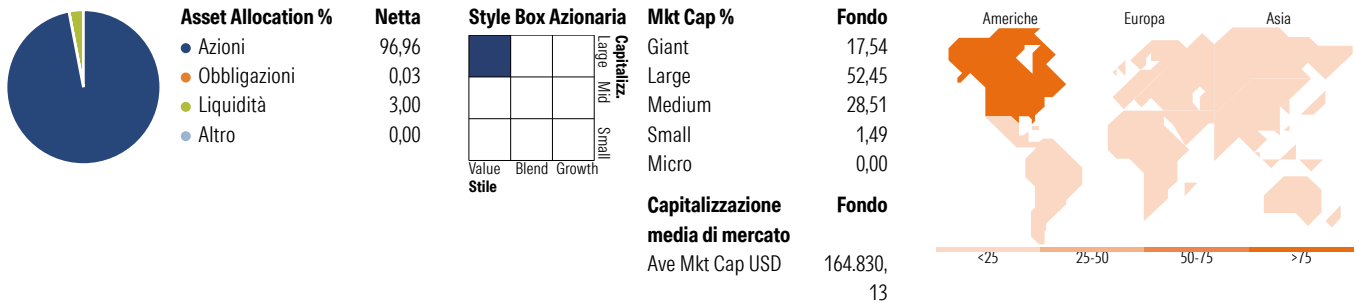 Asset Allocation % Netta
Azioni 96,96
Obbligazioni 0,03
Liquidità 3,00
Altro 0,00
Style Box Azionaria
Large Mid Small
Capitalizz.
Value Blend Growth
Stile
Mkt Cap % Fondo
Giant 17,54
Large 52,45
Medium 28,51
Small 1,49
Micro 0,00
Capitalizzazione Fondo
media di mercato
Ave Mkt Cap USD 164.830,
13
Americhe Europa Asia
<25 25-50 50-75 >75